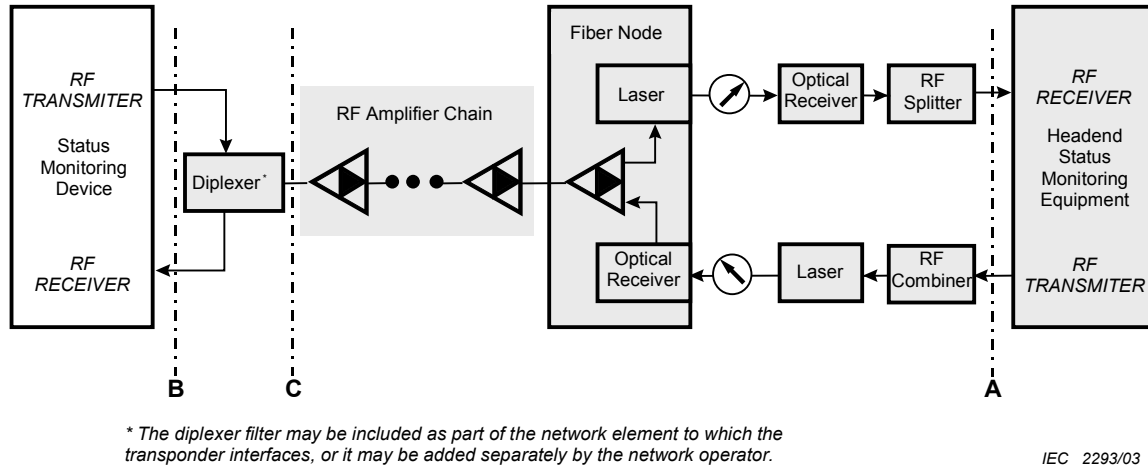 RF
TRANSMITER
Status
Monitoring
Device
RF
RECEIVER
Diplexer*
RF Amplifier Chain
Fiber Node
Laser
Optical
Receiver
Optical
Receiver
RF
Splitter
Laser
RF
Combiner
RF
RECEIVER
Headend
Status
Monitoring
Equipment
RF
TRANSMITER
B
C
A
* The diplexer filter may be included as part of the network element to which the
transponder interfaces, or it may be added separately by the network operator.
IEC 2293/03